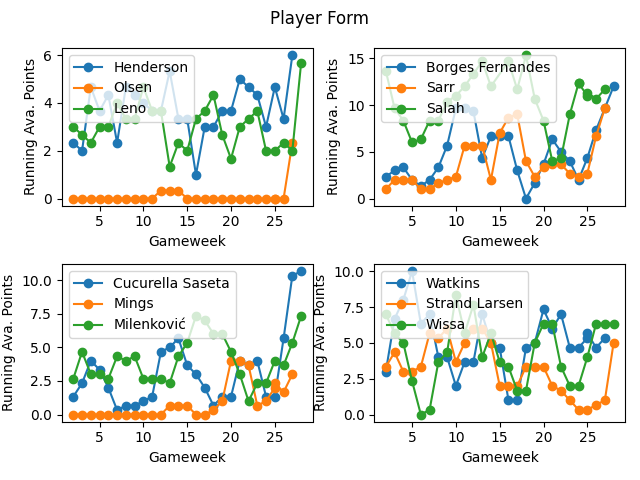 Player Form
Running Ava. Points
6
4
2
0
Henderson
Olsen
Leno
5
10
15
20
25
Gameweek
Running Ava. Points
15
10
5
0
Borges Fernandes
Sarr
Salah
5
10
15
20
25
Gameweek
Running Ava. Points
10.0
7.5
5.0
2.5
0.0
Cucurella Saseta
Mings
Milenković
5
10
15
20
25
Gameweek
Running Ava. Points
10.0
7.5
5.0
2.5
0.0
Watkins
Strand Larsen
Wissa
5
10
15
20
25
Gameweek